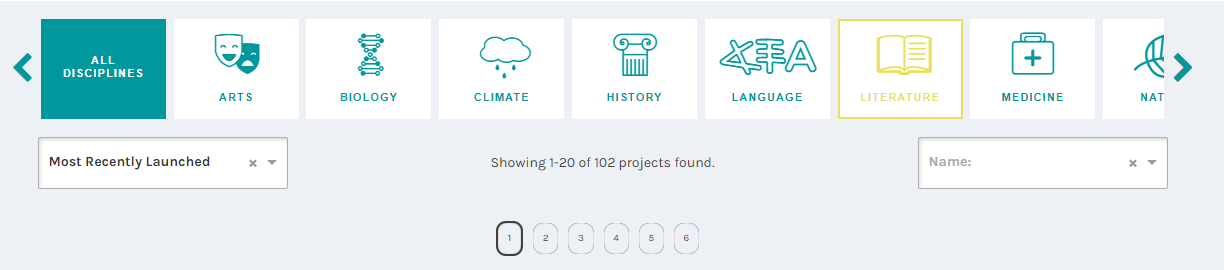 ALL
DISCIPLINES
ARTS
BIOLOGY
CLIMATE
HISTORY
LANGUAGE
LITERATURE
MEDICINE
NAT
Most Recently Launched
Showing 1-20 of 102 projects found.
Name:
1 2 3 4 5 6